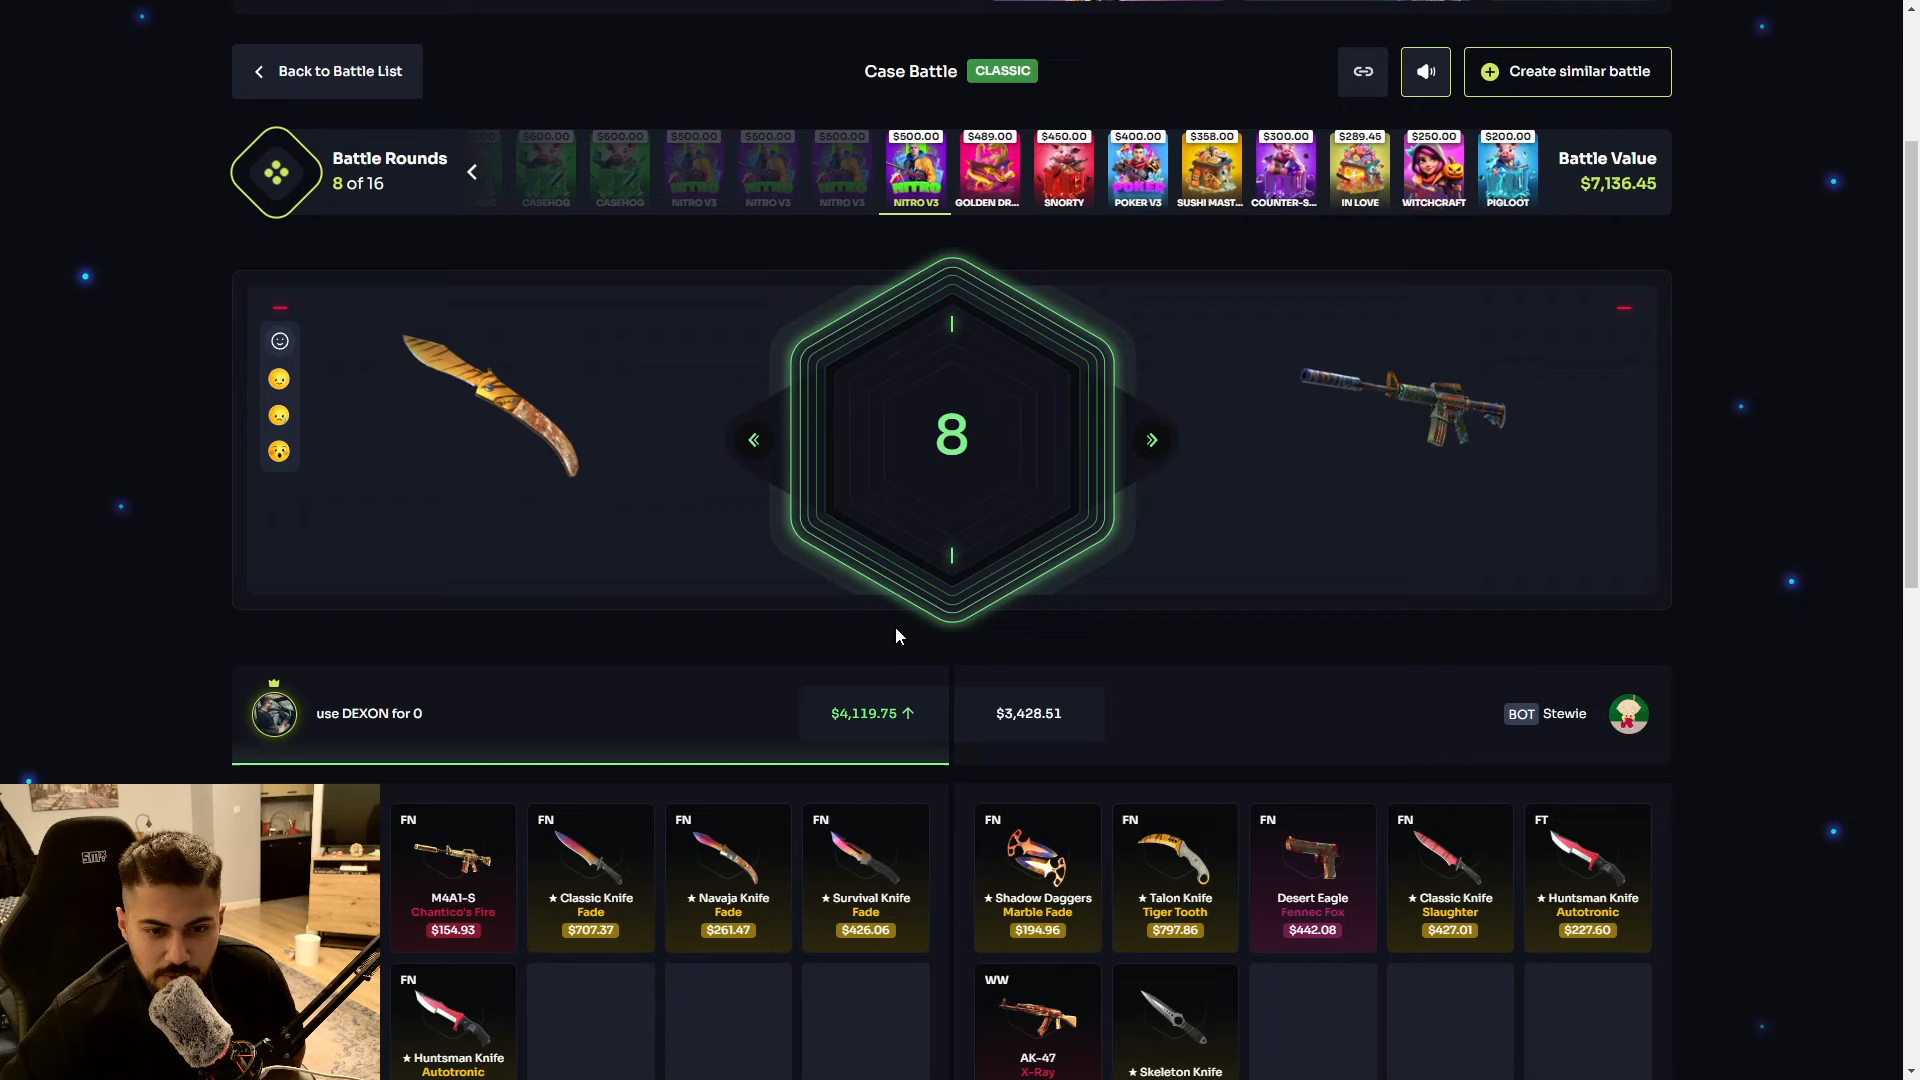 Back to Battle List
Case Battle CLASSIC
Create similar battle
Battle Rounds
8 of 16
$600.00
CASEHOG
$600.00
CASEHOG
$500.00
NITRO V3
$500.00
NITRO V3
$500.00
NITRO V3
$500.00
NITRO
NITRO V3
$489.00
GOLDEN DR...
$450.00
SNORTY
$400.00
POKER
POKER V3
$358.00
SUSHI MAST...
$300.00
COUNTER-S...
$289.45
IN LOVE
$250.00
WITCHCRAFT
$200.00
PIGLOOT
Battle Value
$7,136.45
8
use DEXON for 0
$4,119.75
$3,428.51
BOT Stewie
FN
M4A1-S
Chantico's Fire
$154.93
FN
★ Classic Knife
Fade
$707.37
FN
★ Navaja Knife
Fade
$261.47
FN
★ Survival Knife
Fade
$426.06
FN
★ Shadow Daggers
Marble Fade
$194.96
FN
★ Talon Knife
Tiger Tooth
$797.86
FN
Desert Eagle
Fennec Fox
$442.08
FN
★ Classic Knife
Slaughter
$427.01
FT
★ Huntsman Knife
Autotronic
$227.60
FN
★ Huntsman Knife
Autotronic
WW
AK-47
X-Ray
★ Skeleton Knife